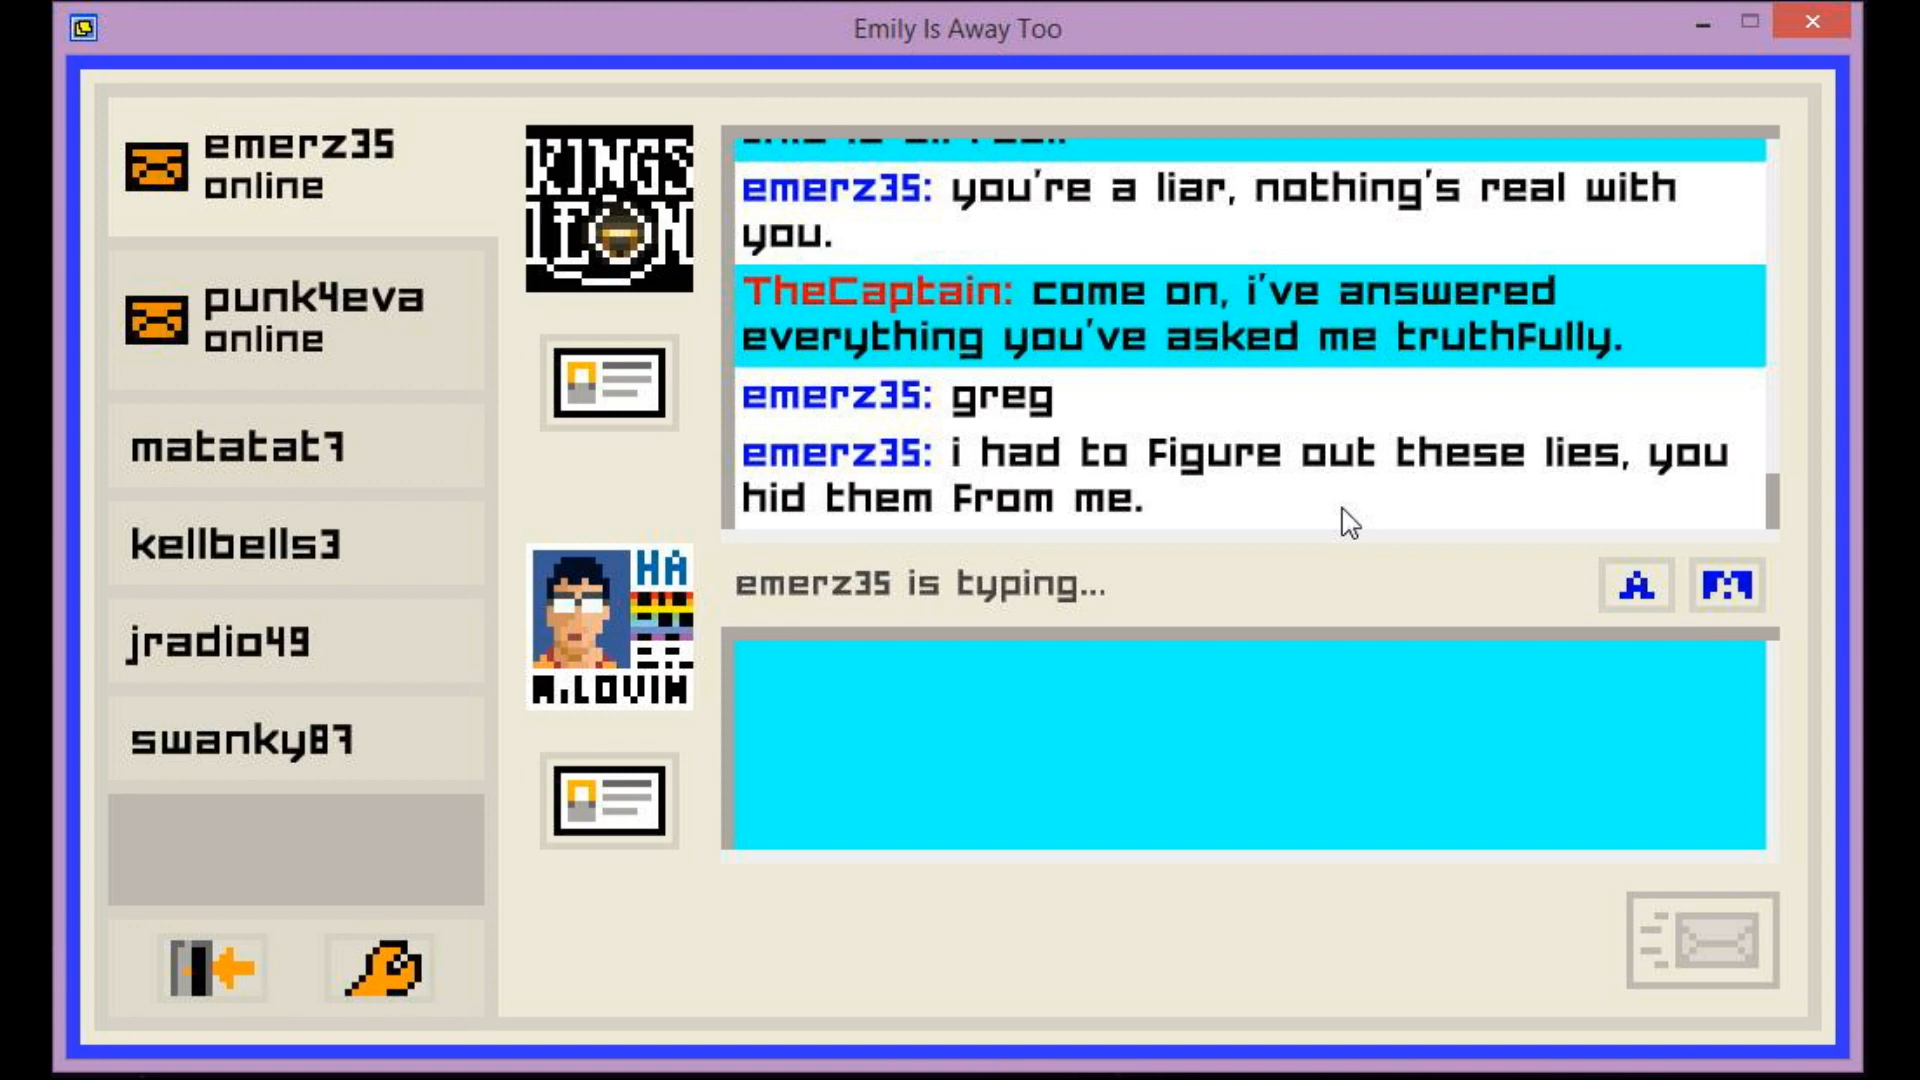 Emily Is Away Too
emerz35
online
punk4eva
online
matatat7
kellbells3
jradio49
swanky87
KINGS
HA
emerz35: you're a liar, nothing's real with
you.
TheCaptain: come on, i've answered
everything you've asked me truthfully.
emerz35: greg
emerz35: i had to figure out these lies, you
hid them from me.
emerz35 is typing...
A